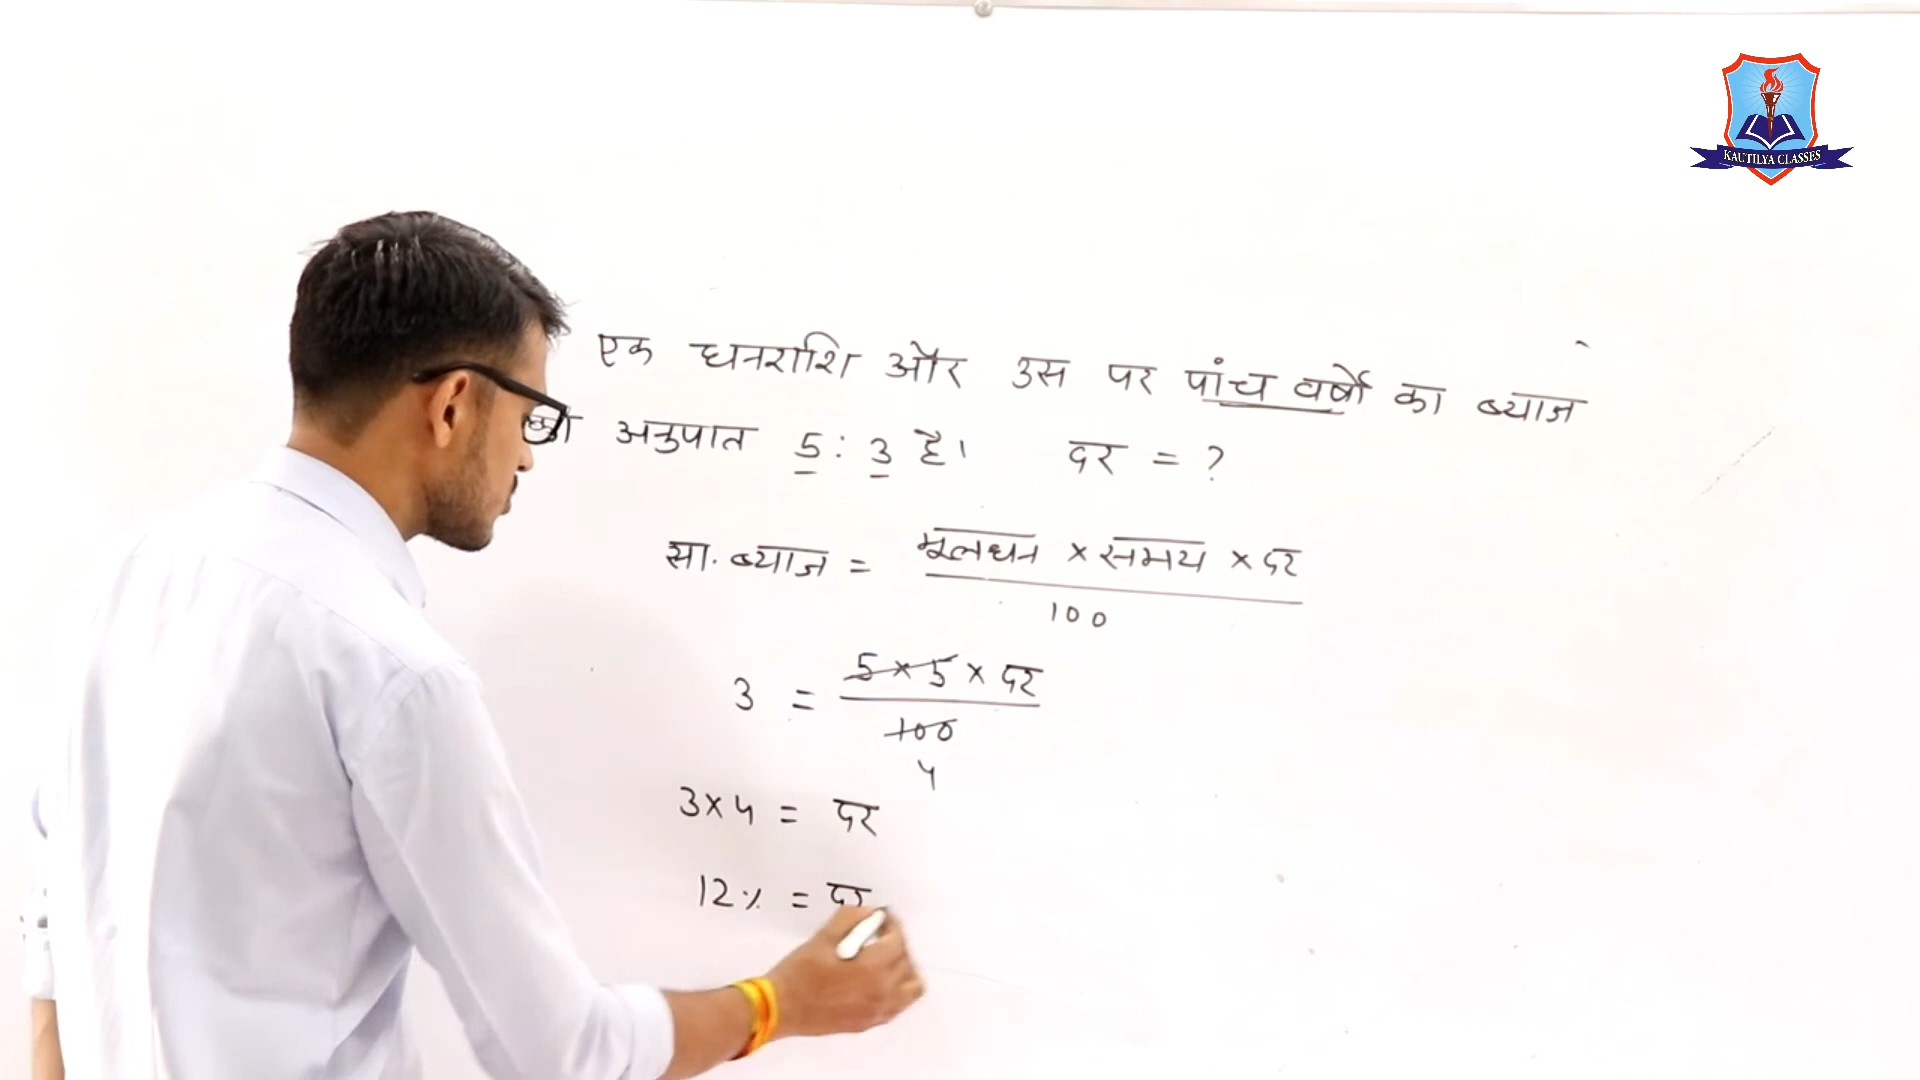 एक धनराशि और उस पर पांच वर्षों का ब्याज
का अनुपात 5 : 3 है। दर = ?
सा. ब्याज = मूलधन × समय × दर
100
3 = 5 × 5 × दर
100
4
3×4 = दर
12% = दर
KAUTILYA CLASSES